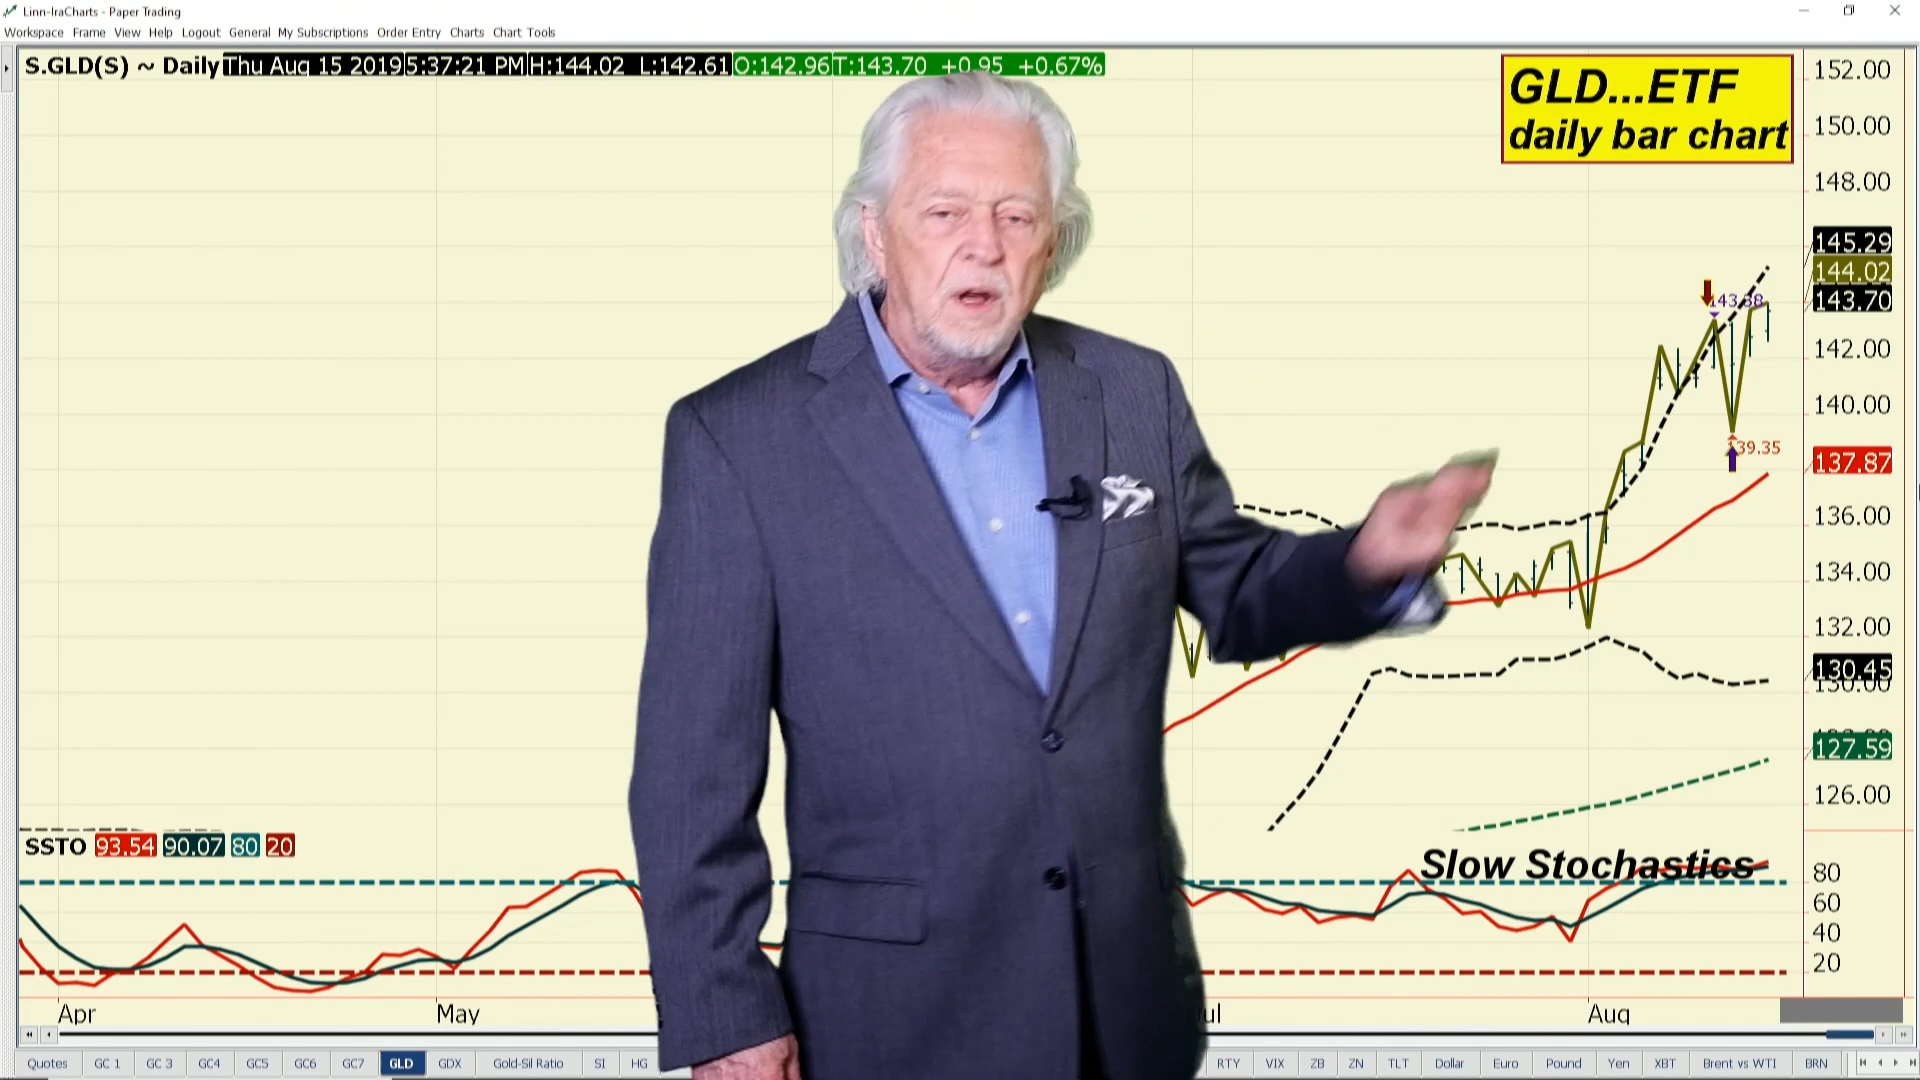 Linn-IraCharts - Paper Trading
Workspace Frame View Help Logout General My Subscriptions Order Entry Charts Chart Tools
S.GLD(S) ~ Daily Thu Aug 15 2019 5:37:21 PM H:144.02 L:142.61 O:142.96 T:143.70 +0.95 +0.67%
GLD...ETF
daily bar chart
152.00
150.00
148.00
145.29
144.02
143.70
143.38
142.00
140.00
139.35
137.87
136.00
134.00
132.00
130.45
130.00
127.59
126.00
SSTO 93.54 90.07 80 20
Slow Stochastics
80
60
40
20
Apr May Aug
Quotes GC 1 GC 3 GC4 GC5 GC6 GC7 GLD GDX Gold-Sil Ratio SI HG RTY VIX ZB ZN TLT Dollar Euro Pound Yen XBT Brent vs WTI BRN